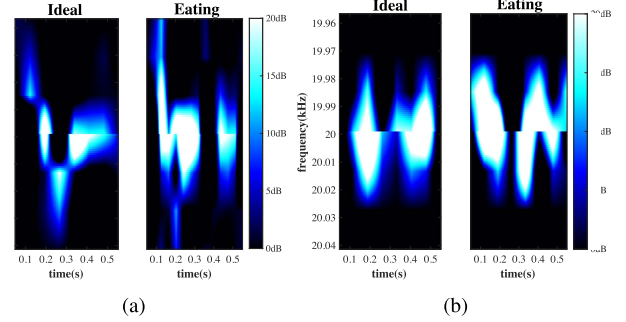 Ideal Eating
20dB
15dB
10dB
5dB
0dB
0.1 0.2 0.3 0.4 0.5 0.1 0.2 0.3 0.4 0.5
time(s) time(s)
(a)
Ideal Eating
frequency(kHz)
19.96
19.98
19.99
20
20.01
20.02
20.03
20.04
dB
dB
B
0.1 0.2 0.3 0.4 0.5 0.1 0.2 0.3 0.4 0.5
time(s) time(s)
(b)